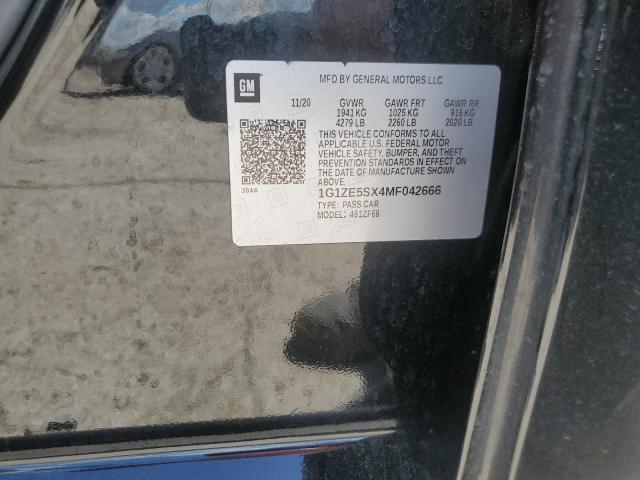 GM
MFD BY GENERAL MOTORS LLC
11/20 GVWR GAWR FRT GAWR RR
1941 KG 1025 KG 916 KG
4279 LB 2260 LB 2020 LB
THIS VEHICLE CONFORMS TO ALL
APPLICABLE U.S. FEDERAL MOTOR
VEHICLE SAFETY, BUMPER, AND THEFT
PREVENTION STANDARDS IN EFFECT ON
THE DATE OF MANUFACTURE SHOWN
ABOVE.
384A
1G1ZE5SX4MF042666
TYPE: PASS CAR
MODEL: 461ZF69